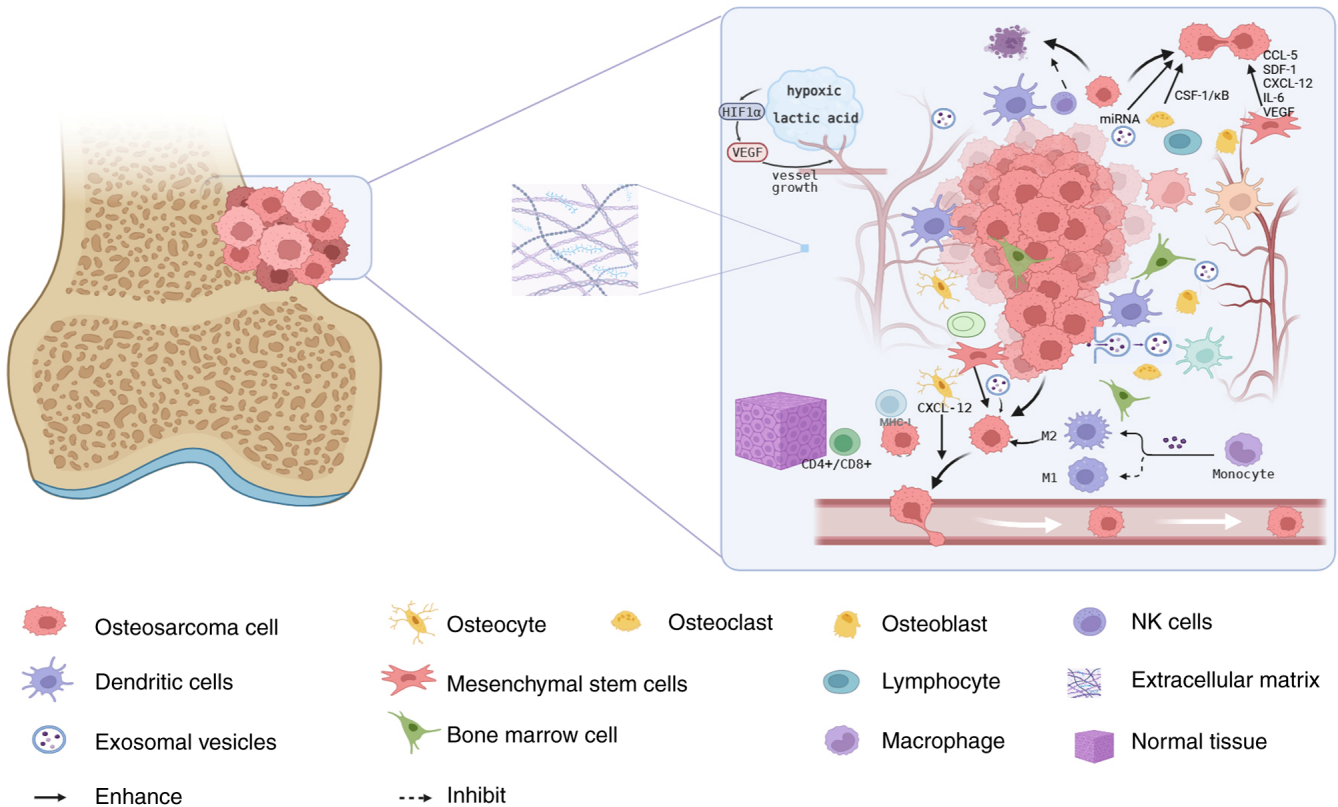 hypoxic
lactic acid
HIF1α
VEGF
vessel
growth
CCL-5
SDF-1
CXCL-12
IL-6
VEGF
CSF-1/κB
miRNA
CXCL-12
MHC-I
CD4+/CD8+
M2
M1
Monocyte
Osteosarcoma cell
Osteocyte
Osteoclast
Osteoblast
NK cells
Dendritic cells
Mesenchymal stem cells
Lymphocyte
Extracellular matrix
Exosomal vesicles
Bone marrow cell
Macrophage
Normal tissue
Enhance
Inhibit